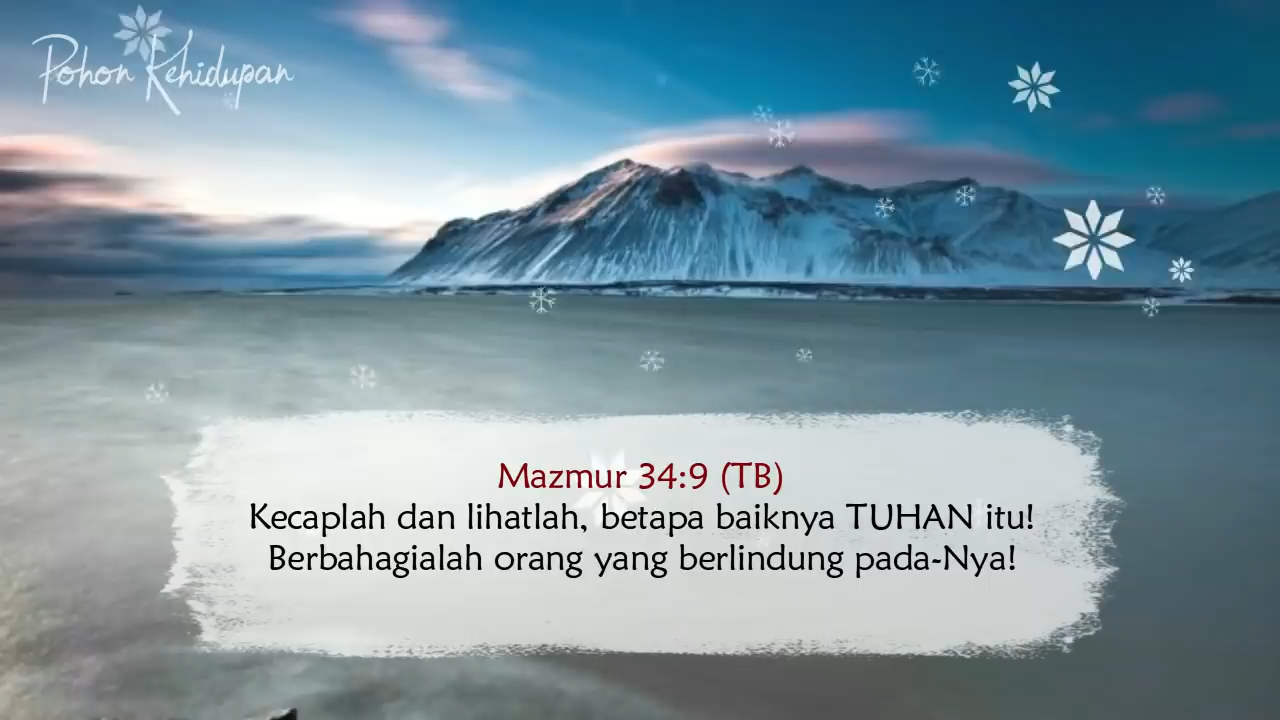 Pohon Kehidupan
Mazmur 34:9 (TB)
Kecaplah dan lihatlah, betapa baiknya TUHAN itu!
Berbahagialah orang yang berlindung pada-Nya!